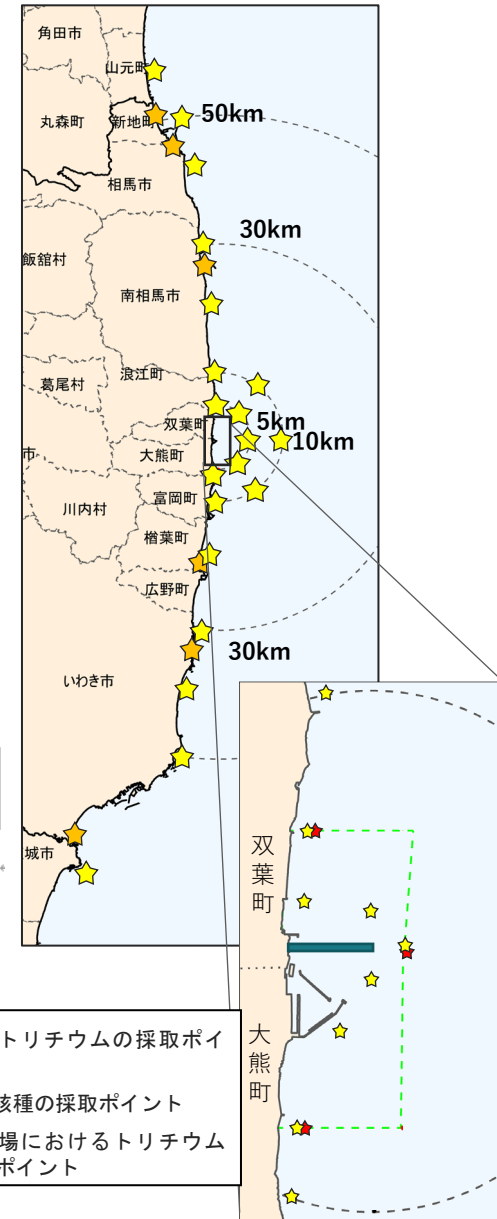 角田市
山元町
丸森町
新地町
50km
相馬市
30km
飯舘村
南相馬市
浪江町
葛尾村
双葉町
5km
10km
市
大熊町
富岡町
川内村
楢葉町
広野町
30km
いわき市
城市
双葉町
大熊町
トリチウムの採取ポイ
核種の採取ポイント
場におけるトリチウム
ポイント